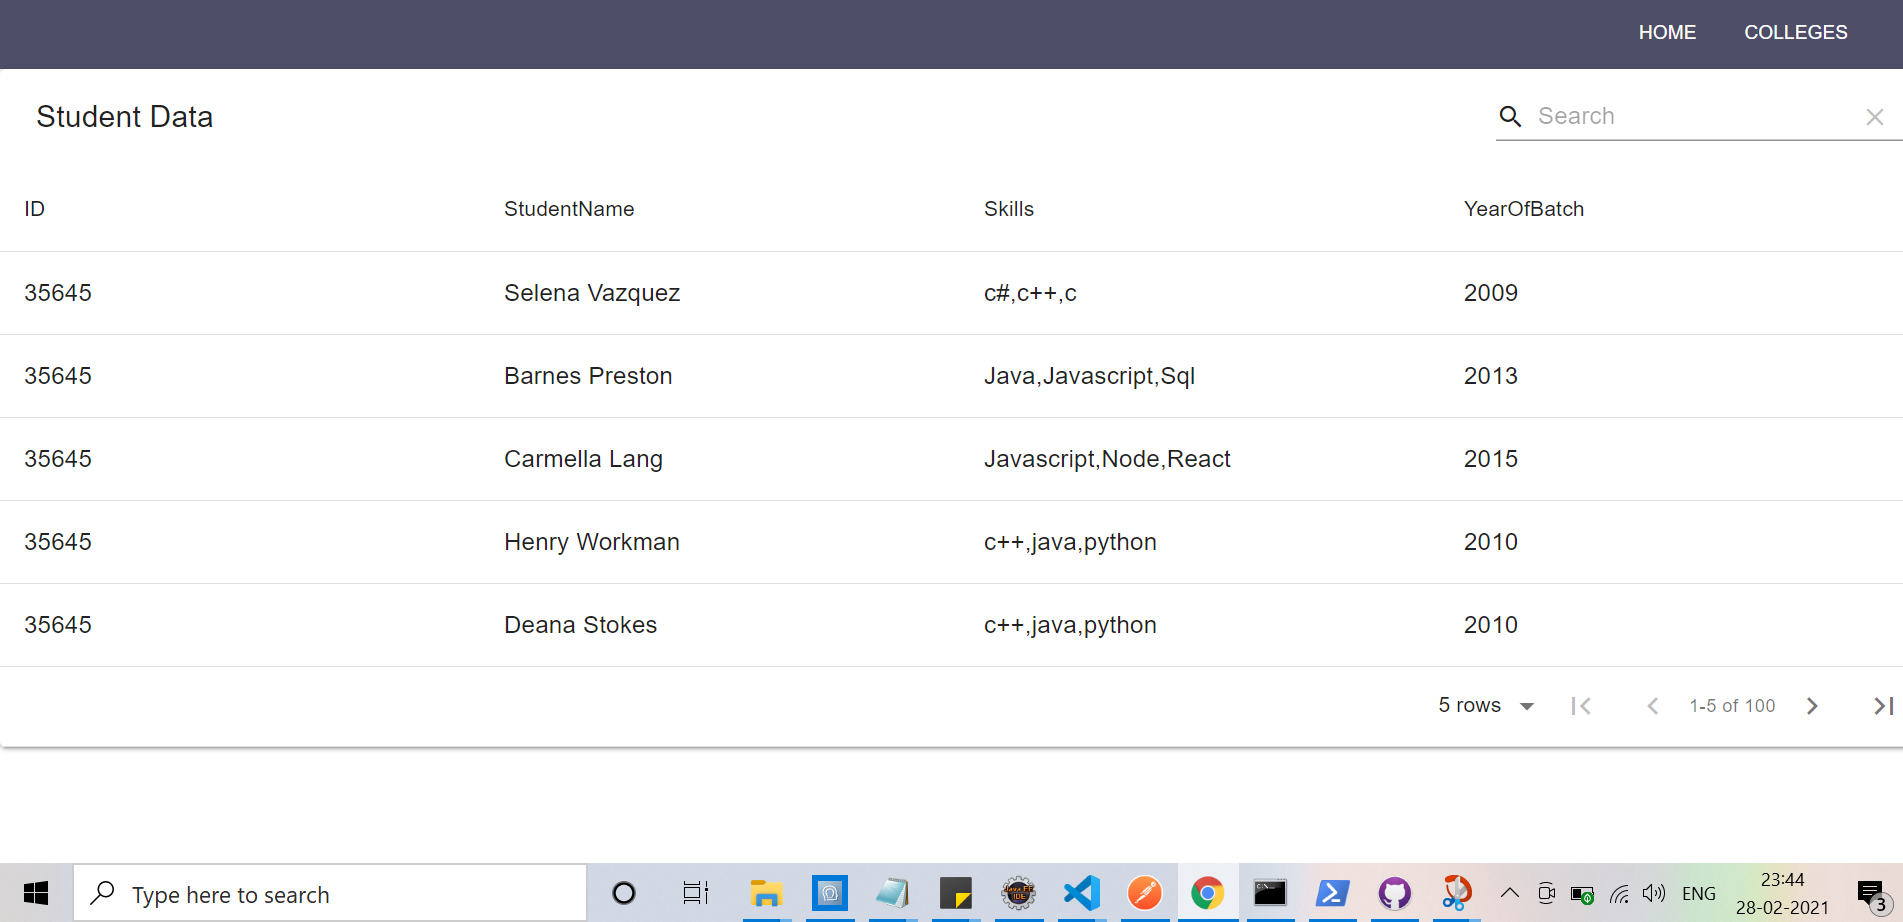 HOME COLLEGES
Student Data
Search
ID StudentName Skills YearOfBatch
35645 Selena Vazquez c#,c++,c 2009
35645 Barnes Preston Java,Javascript,Sql 2013
35645 Carmella Lang Javascript,Node,React 2015
35645 Henry Workman c++,java,python 2010
35645 Deana Stokes c++,java,python 2010
5 rows 1-5 of 100
Type here to search
ENG
23:44
28-02-2021
3